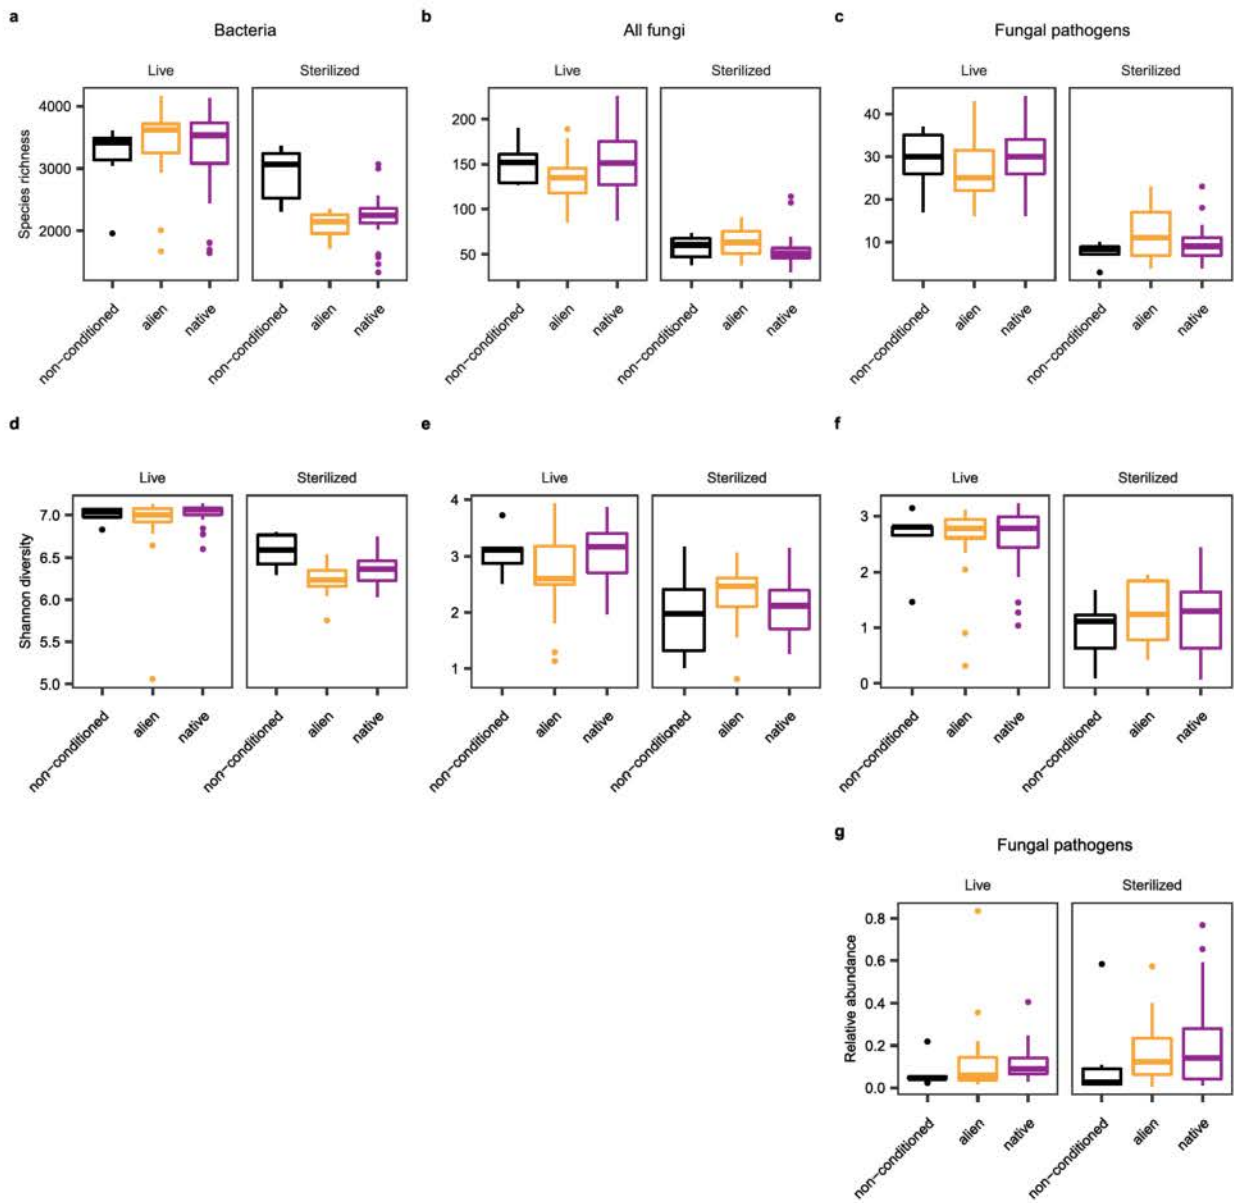 a
Bacteria
Live
Sterilized
4000
3000
2000
Species richness
non−conditioned
alien
native
non−conditioned
alien
native
b
All fungi
Live
Sterilized
200
150
100
50
non−conditioned
alien
native
non−conditioned
alien
native
c
Fungal pathogens
Live
Sterilized
40
30
20
10
non−conditioned
alien
native
non−conditioned
alien
native
d
Live
Sterilized
7.0
6.5
6.0
5.5
5.0
Shannon diversity
non−conditioned
alien
native
non−conditioned
alien
native
e
Live
Sterilized
4
3
2
1
non−conditioned
alien
native
non−conditioned
alien
native
f
Live
Sterilized
3
2
1
0
non−conditioned
alien
native
non−conditioned
alien
native
g
Fungal pathogens
Live
Sterilized
0.8
0.6
0.4
0.2
0.0
Relative abundance
non−conditioned
alien
native
non−conditioned
alien
native